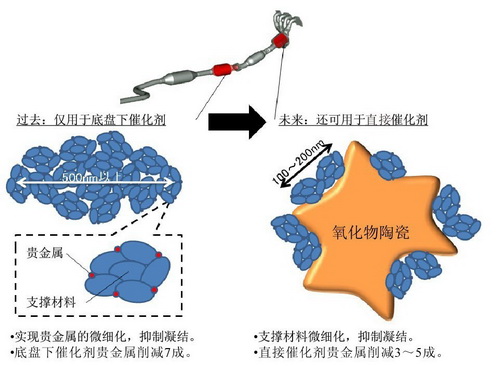 过去：仅用于底盘下催化剂
未来：还可用于直接催化剂
500nm以上
100～200nm
氧化物陶瓷
贵金属
支撑材料
•实现贵金属的微细化，抑制凝结。
•底盘下催化剂贵金属削减7成。
•支撑材料微细化，抑制凝结。
•直接催化剂贵金属削减3～5成。